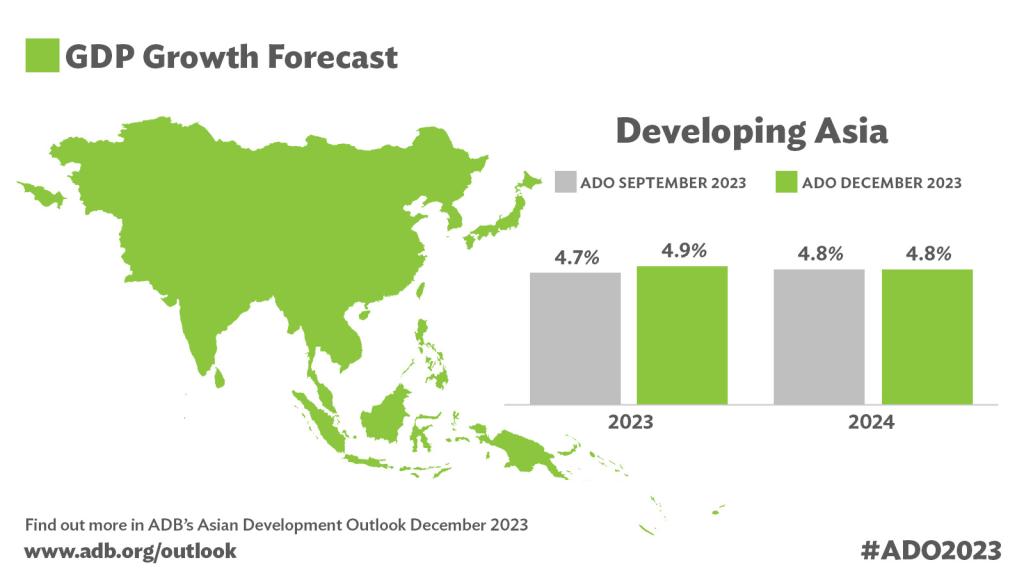 GDP Growth Forecast
Developing Asia
ADO SEPTEMBER 2023
ADO DECEMBER 2023
4.7%
4.9%
4.8%
4.8%
2023
2024
Find out more in ADB’s Asian Development Outlook December 2023
www.adb.org/outlook
#ADO2023